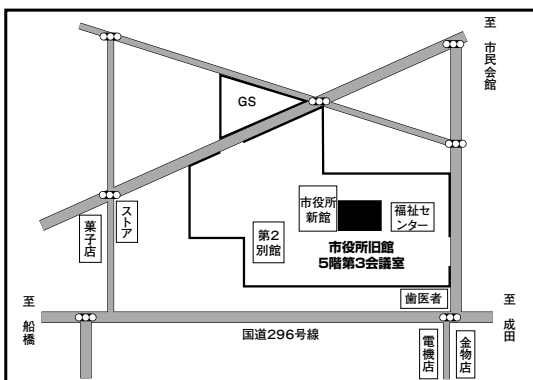 至 市民会館
GS
市役所
新館
福祉セ
ンター
第2
別館
市役所旧館
5階第3会議室
菓子店
ストア
歯医者
至 船橋
国道296号線
至 成田
電機店
金物店